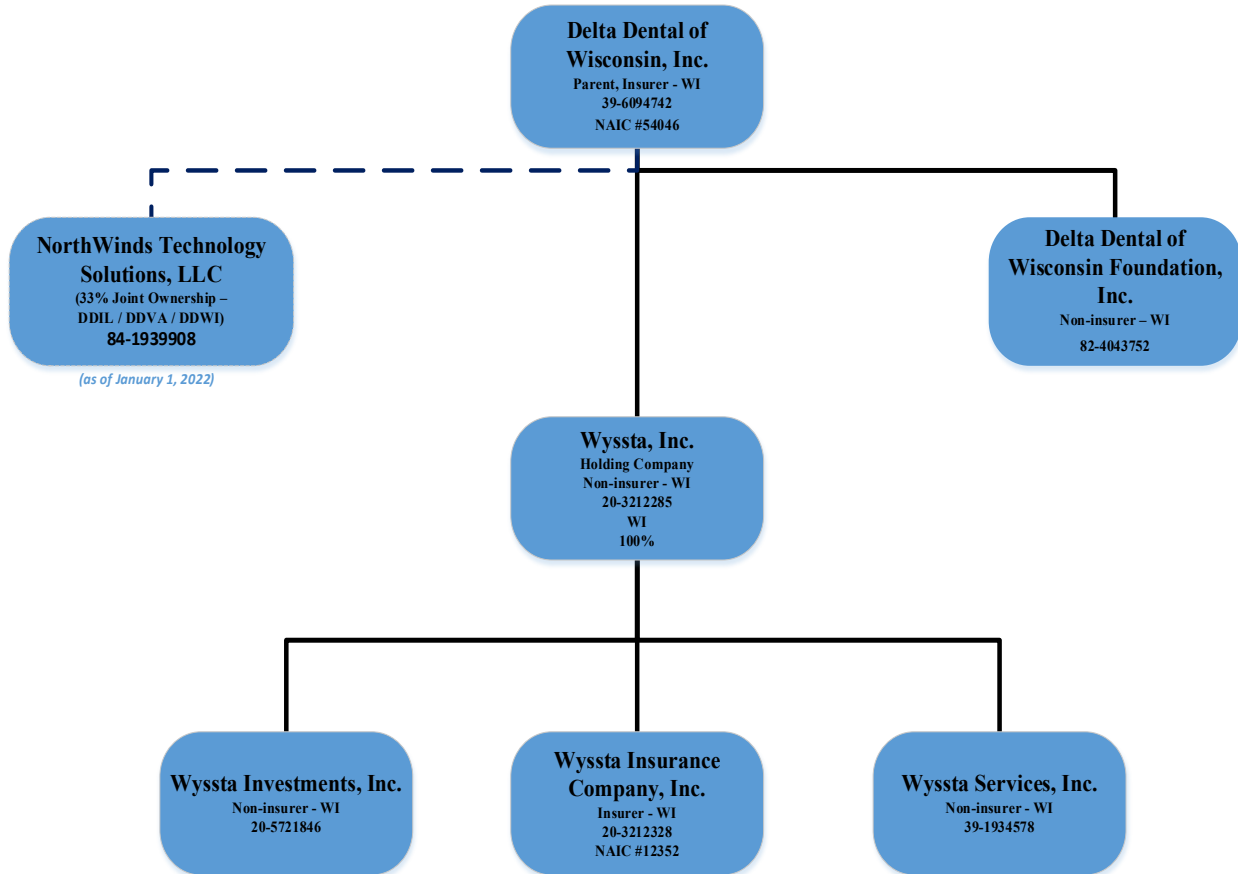 Delta Dental of
Wisconsin, Inc.
Parent, Insurer - WI
39-6094742
NAIC #54046
NorthWinds Technology
Solutions, LLC
(33% Joint Ownership –
DDIL / DDVA / DDWI)
84-1939908
(as of January 1, 2022)
Delta Dental of
Wisconsin Foundation,
Inc.
Non-insurer – WI
82-4043752
Wyssta, Inc.
Holding Company
Non-insurer - WI
20-3212285
WI
100%
Wyssta Investments, Inc.
Non-insurer - WI
20-5721846
Wyssta Insurance
Company, Inc.
Insurer - WI
20-3212328
NAIC #12352
Wyssta Services, Inc.
Non-insurer - WI
39-1934578